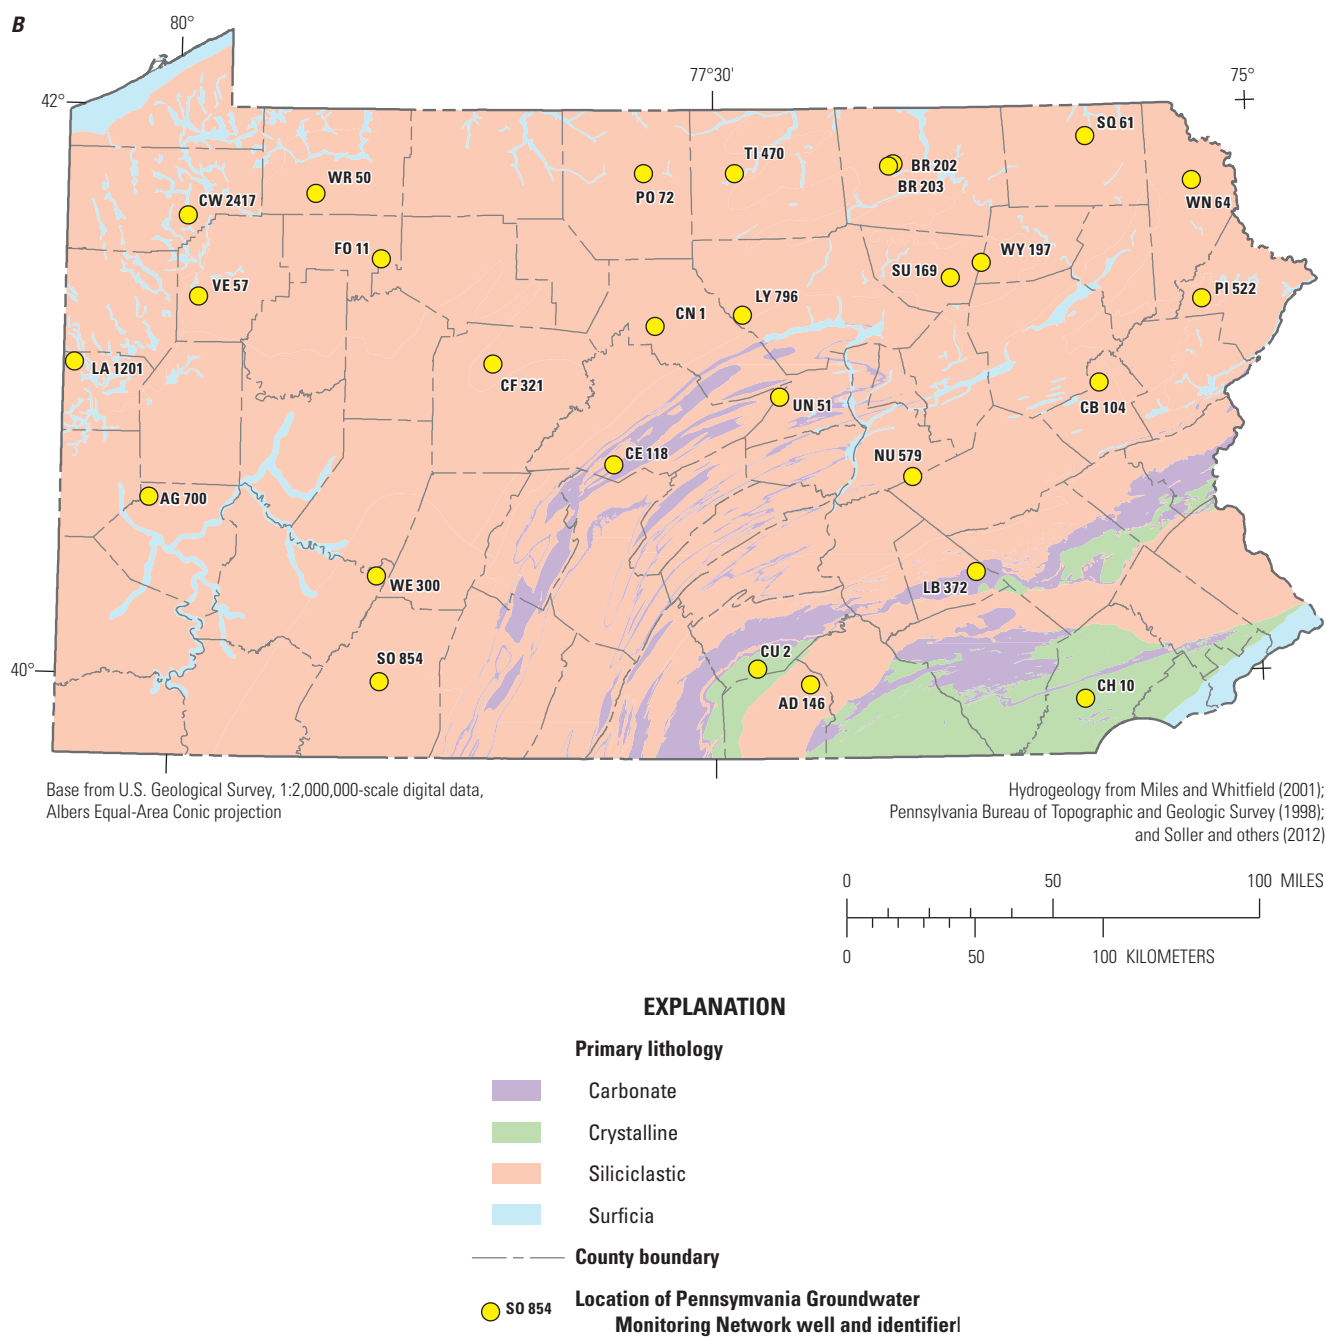 B
80°
77°30'
75°
42°
SQ 61
TI 470
BR 202
BR 203
WR 50
PO 72
CW 2417
WN 64
FO 11
WY 197
SU 169
VE 57
PI 522
LY 796
CN 1
LA 1201
CF 321
CB 104
UN 51
CE 118
NU 579
AG 700
WE 300
LB 372
CU 2
SO 854
40°
CH 10
AD 146
Base from U.S. Geological Survey, 1:2,000,000-scale digital data,
Albers Equal-Area Conic projection
Hydrogeology from Miles and Whitfield (2001);
Pennsylvania Bureau of Topographic and Geologic Survey (1998);
and Soller and others (2012)
0 50 100 MILES
0 50 100 KILOMETERS
EXPLANATION
Primary lithology
Carbonate
Crystalline
Siliciclastic
Surficia
County boundary
SO 854 Location of Pennsymvania Groundwater
Monitoring Network well and identifierl